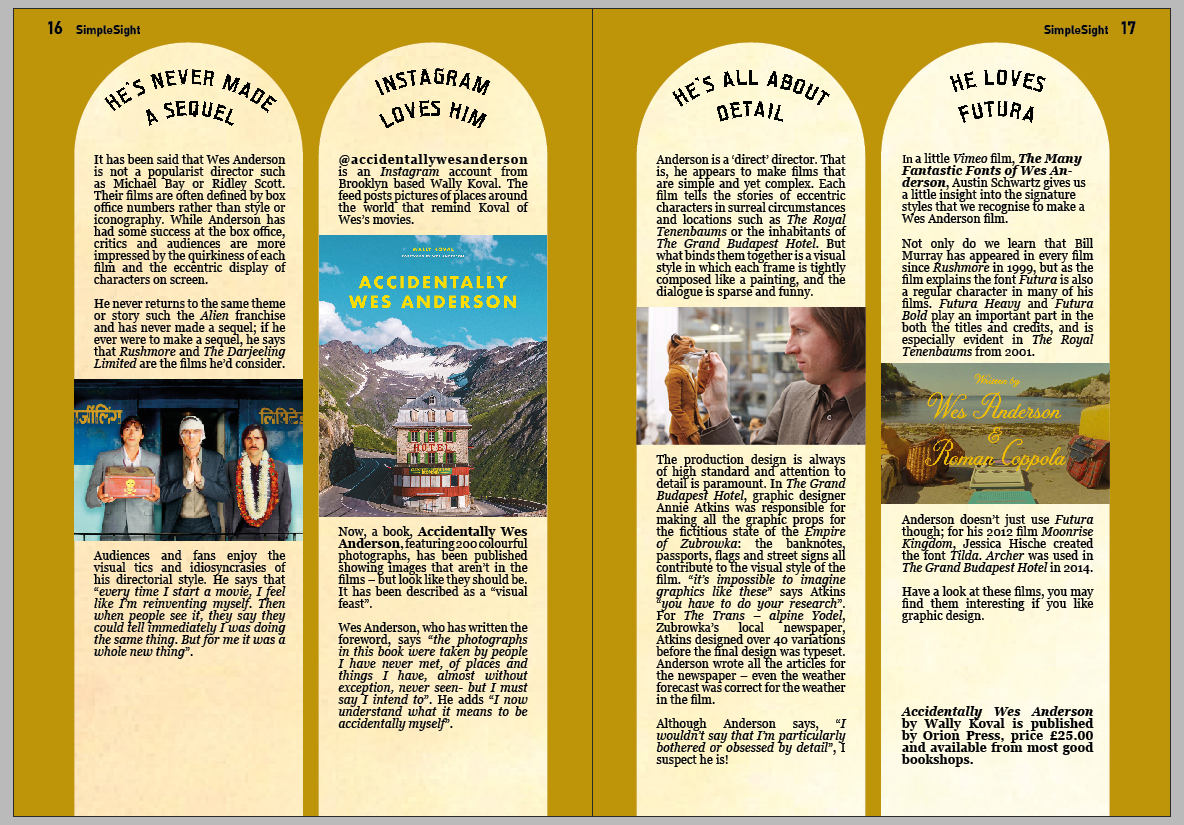 16 SimpleSight
HE'S NEVER MADE
A SEQUEL
It has been said that Wes Anderson
is not a popularist director such
as Michael Bay or Ridley Scott.
Their films are often defined by box
office numbers rather than style or
iconography. While Anderson has
had some success at the box office,
critics and audiences are more
impressed by the quirkiness of each
film and the eccentric display of
characters on screen.
He never returns to the same theme
or story such the Alien franchise
and has never made a sequel; if he
ever were to make a sequel, he says
that Rushmore and The Darjeeling
Limited are the films he'd consider.
र्जीलिंग
लिमिटेड
Audiences and fans enjoy the
visual tics and idiosyncrasies of
his directorial style. He says that
“every time I start a movie, I feel
like I'm reinventing myself. Then
when people see it, they say they
could tell immediately I was doing
the same thing. But for me it was a
whole new thing”.
INSTAGRAM
LOVES HIM
@accidentallywesanderson
is an Instagram account from
Brooklyn based Wally Koval. The
feed posts pictures of places around
the world that remind Koval of
Wes's movies.
WALLY KOVAL
FOREWORD BY WES ANDERSON
ACCIDENTALLY
WES ANDERSON
HOTEL
Now, a book, Accidentally Wes
Anderson, featuring 200 colourful
photographs, has been published
showing images that aren't in the
films – but look like they should be.
It has been described as a “visual
feast”.
Wes Anderson, who has written the
foreword, says “the photographs
in this book were taken by people
I have never met, of places and
things I have, almost without
exception, never seen- but I must
say I intend to”. He adds “I now
understand what it means to be
accidentally myself”.
SimpleSight 17
HE'S ALL ABOUT
DETAIL
Anderson is a ‘direct’ director. That
is, he appears to make films that
are simple and yet complex. Each
film tells the stories of eccentric
characters in surreal circumstances
and locations such as The Royal
Tenenbaums or the inhabitants of
The Grand Budapest Hotel. But
what binds them together is a visual
style in which each frame is tightly
composed like a painting, and the
dialogue is sparse and funny.
The production design is always
of high standard and attention to
detail is paramount. In The Grand
Budapest Hotel, graphic designer
Annie Atkins was responsible for
making all the graphic props for
the fictitious state of the Empire
of Zubrowka: the banknotes,
passports, flags and street signs all
contribute to the visual style of the
film. “it's impossible to imagine
graphics like these” says Atkins
“you have to do your research”.
For The Trans – alpine Yodel,
Zubrowka's local newspaper,
Atkins designed over 40 variations
before the final design was typeset.
Anderson wrote all the articles for
the newspaper – even the weather
forecast was correct for the weather
in the film.
Although Anderson says, “I
wouldn't say that I'm particularly
bothered or obsessed by detail”, I
suspect he is!
HE LOVES
FUTURA
In a little Vimeo film, The Many
Fantastic Fonts of Wes An-
derson, Austin Schwartz gives us
a little insight into the signature
styles that we recognise to make a
Wes Anderson film.
Not only do we learn that Bill
Murray has appeared in every film
since Rushmore in 1999, but as the
film explains the font Futura is also
a regular character in many of his
films. Futura Heavy and Futura
Bold play an important part in the
both the titles and credits, and is
especially evident in The Royal
Tenenbaums from 2001.
Written by
Wes Anderson
&
Roman Coppola
Anderson doesn't just use Futura
though; for his 2012 film Moonrise
Kingdom, Jessica Hische created
the font Tilda. Archer was used in
The Grand Budapest Hotel in 2014.
Have a look at these films, you may
find them interesting if you like
graphic design.
Accidentally Wes Anderson
by Wally Koval is published
by Orion Press, price £25.00
and available from most good
bookshops.